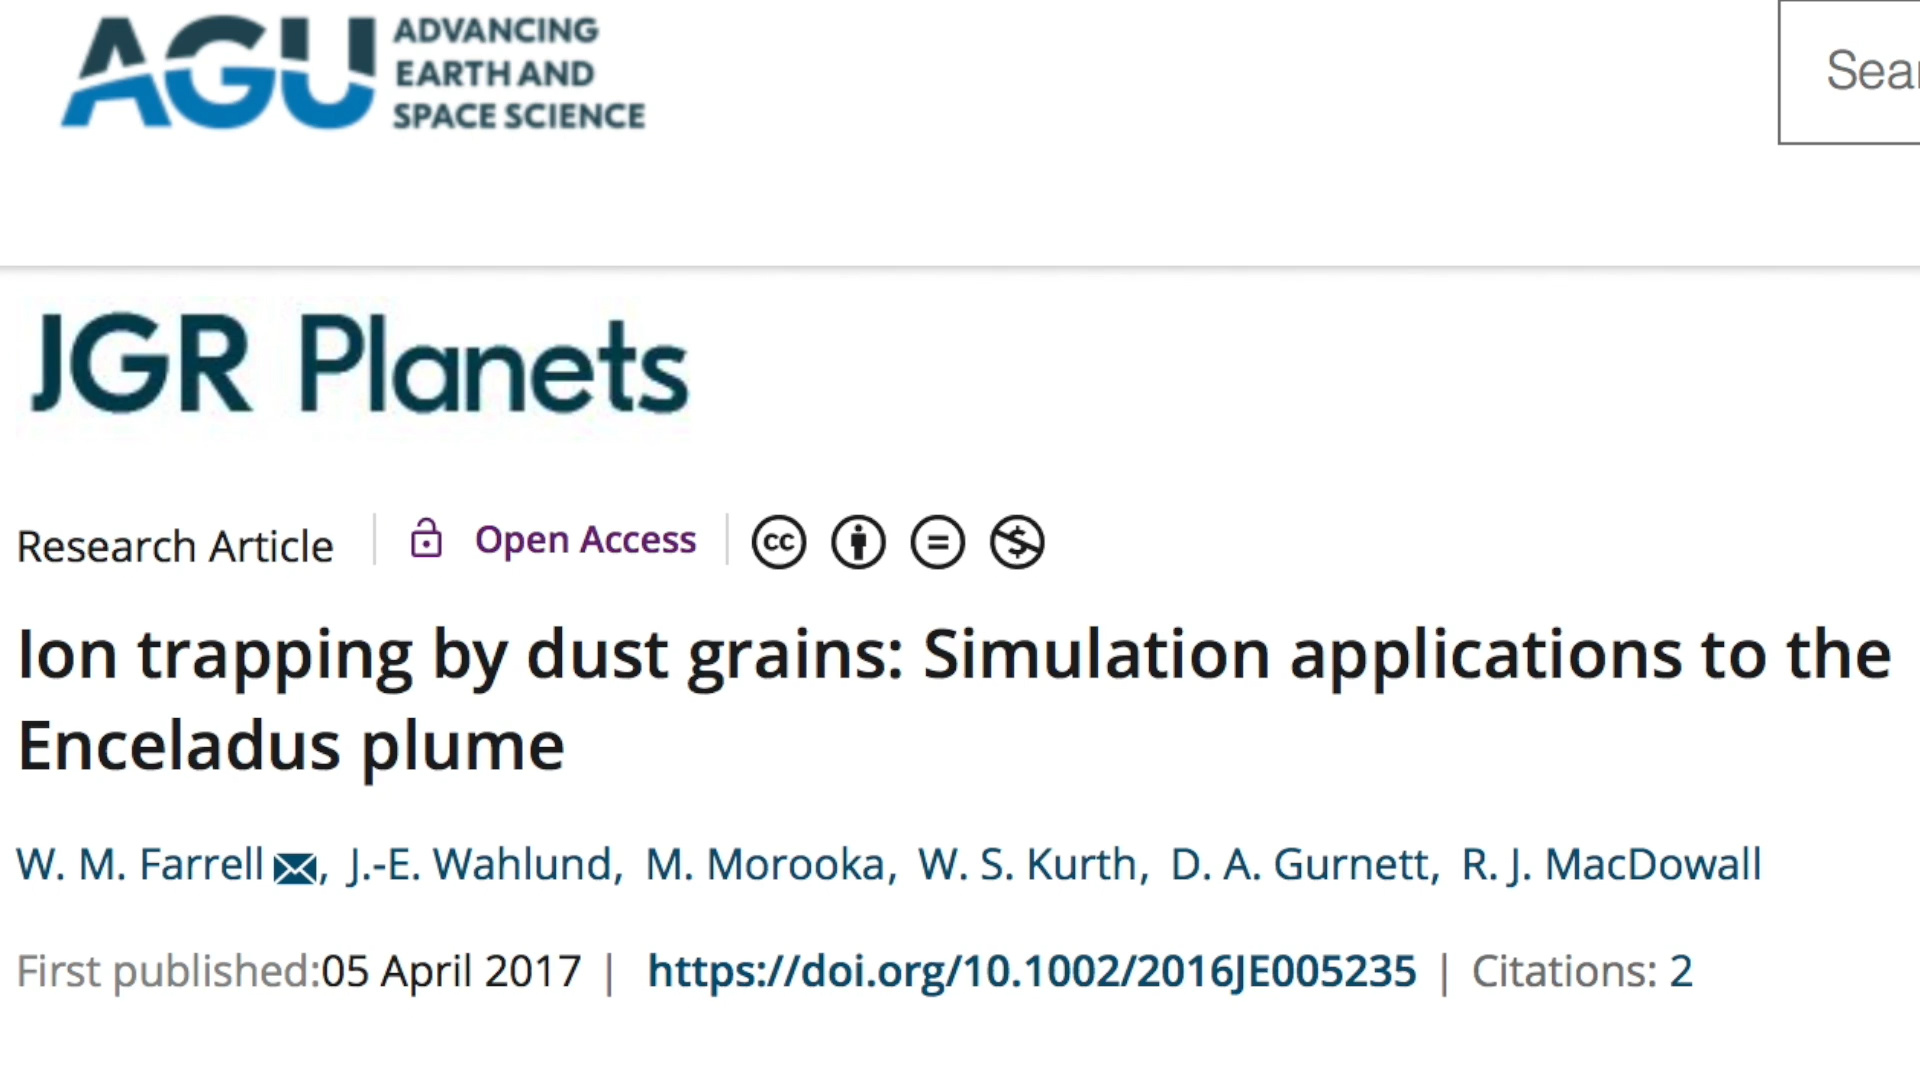 AGU ADVANCING
EARTH AND
SPACE SCIENCE
Sear
JGR Planets
Research Article Open Access cc
Ion trapping by dust grains: Simulation applications to the
Enceladus plume
W. M. Farrell, J.-E. Wahlund, M. Morooka, W. S. Kurth, D. A. Gurnett, R. J. MacDowall
First published:05 April 2017 | https://doi.org/10.1002/2016JE005235 | Citations: 2